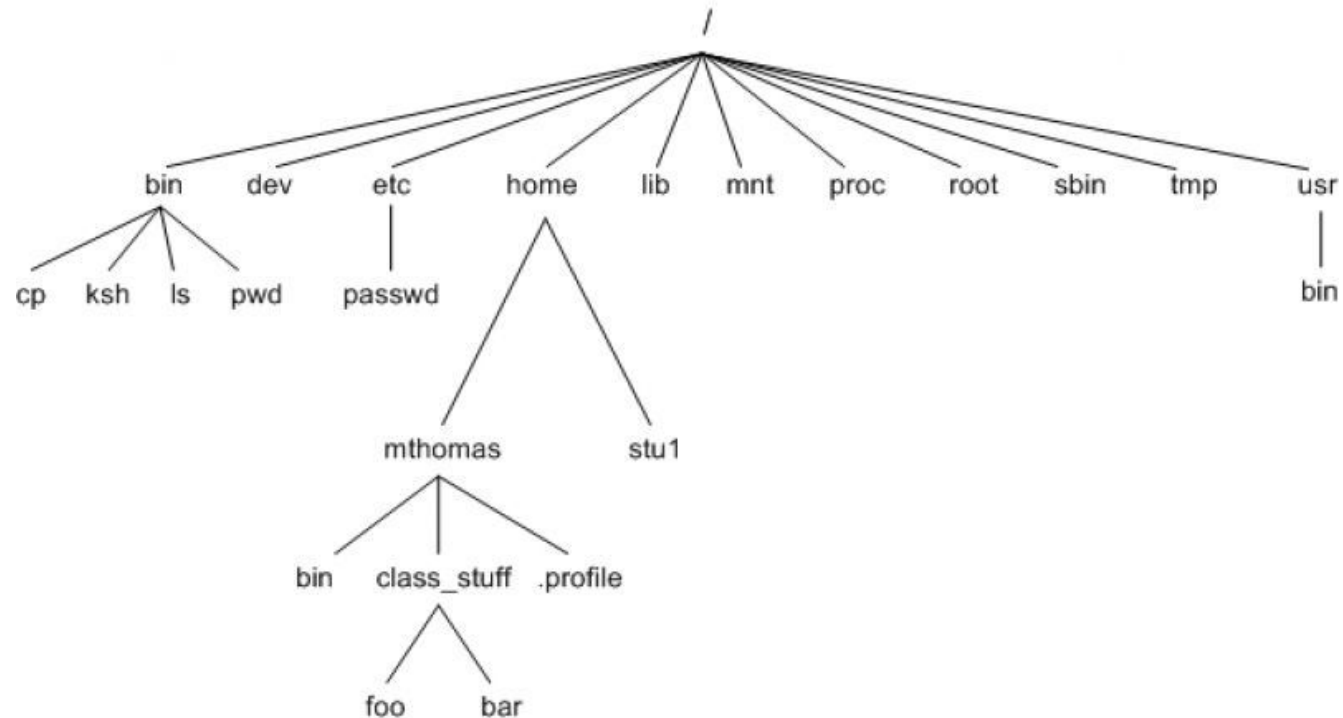 /
bin dev etc home lib mnt proc root sbin tmp usr
cp ksh ls pwd passwd bin
mthomas stu1
bin class_stuff .profile
foo bar